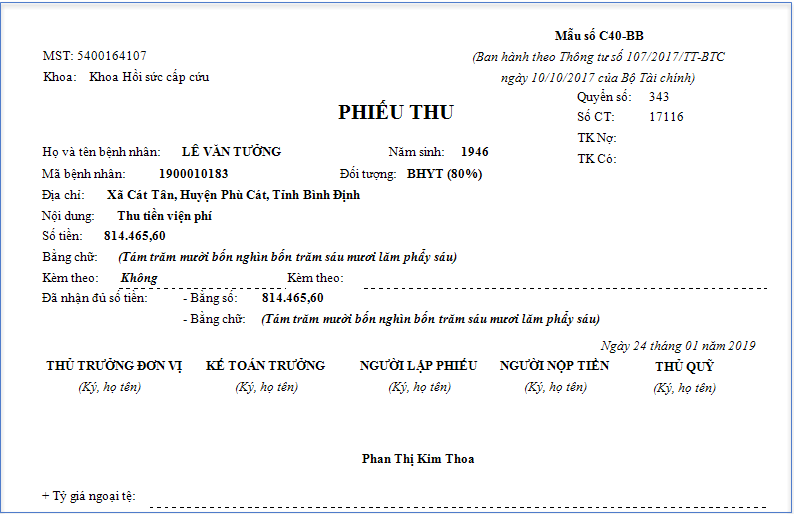 Mẫu số C40-BB
MST: 5400164107
(Ban hành theo Thông tư số 107/2017/TT-BTC
Khoa: Khoa Hồi sức cấp cứu
ngày 10/10/2017 của Bộ Tài chính)
Quyển số: 343
PHIẾU THU
Số CT: 17116
TK Nợ:
Họ và tên bệnh nhân: LÊ VĂN TƯỜNG Năm sinh: 1946
TK Có:
Mã bệnh nhân: 1900010183 Đối tượng: BHYT (80%)
Địa chỉ: Xã Cát Tân, Huyện Phù Cát, Tỉnh Bình Định
Nội dung: Thu tiền viện phí
Số tiền: 814.465,60
Bằng chữ: (Tám trăm mười bốn nghìn bốn trăm sáu mươi lăm phẩy sáu)
Kèm theo: Không Kèm theo:
Đã nhận đủ số tiền: - Bằng số: 814.465,60
- Bằng chữ: (Tám trăm mười bốn nghìn bốn trăm sáu mươi lăm phẩy sáu)
Ngày 24 tháng 01 năm 2019
THỦ TRƯỞNG ĐƠN VỊ KẾ TOÁN TRƯỞNG NGƯỜI LẬP PHIẾU NGƯỜI NỘP TIỀN THỦ QUỸ
(Ký, họ tên) (Ký, họ tên) (Ký, họ tên) (Ký, họ tên) (Ký, họ tên)
Phan Thị Kim Thoa
+ Tỷ giá ngoại tệ: